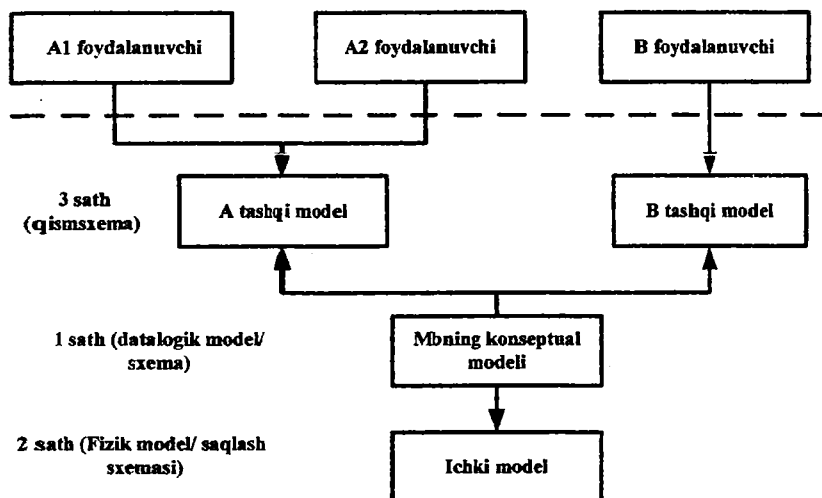 A1 foydalanuvchi
A2 foydalanuvchi
B foydalanuvchi
3 sath
(qismsxema)
A tashqi model
B tashqi model
1 sath (datalogik model/
sxema)
Mbning konseptual
modeli
2 sath (Fizik model/ saqlash
sxemasi)
Ichki model